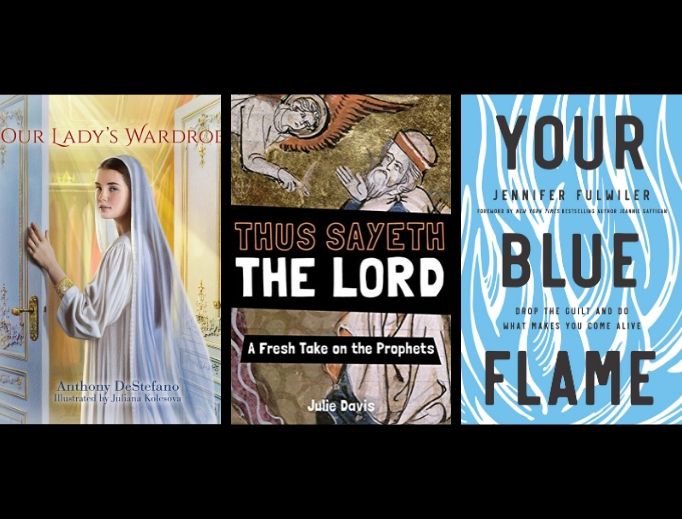 OUR LADY'S WARDROB
Anthony DeStefano
Illustrated by Juliana Kolesova
THUS SAYETH
THE LORD
A Fresh Take on the Prophets
Julie Davis
YOUR
JENNIFER FULWILER
FOREWORD BY NEW YORK TIMES BESTSELLING AUTHOR JEANNIE GAFFIGAN
BLUE
DROP THE GUILT AND DO
WHAT MAKES YOU COME ALIVE
FLAME